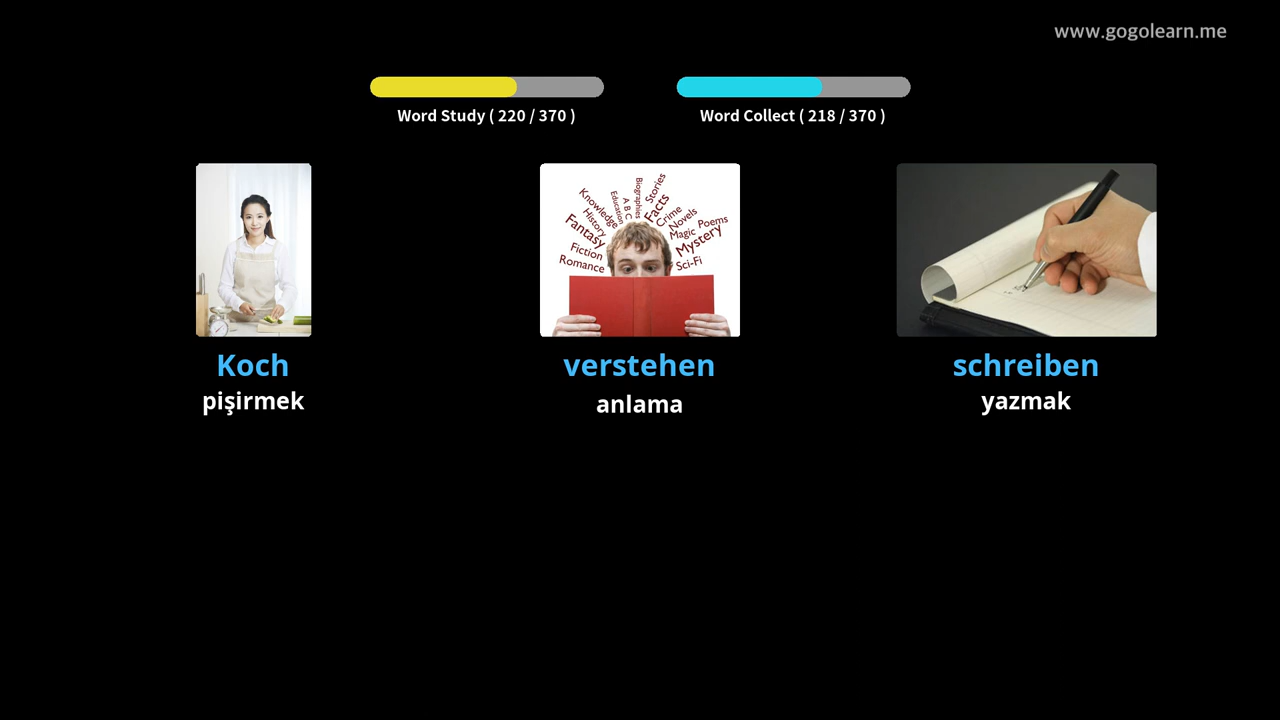 www.gogolearn.me
Word Study ( 220 / 370 )
Word Collect ( 218 / 370 )
Stories
Biographies
Facts
Knowledge
Education
A B C
Crime
History
Novels
Poems
Fantasy
Magic
Mystery
Fiction
Romance
Sci-Fi
Koch
verstehen
schreiben
pişirmek
anlama
yazmak